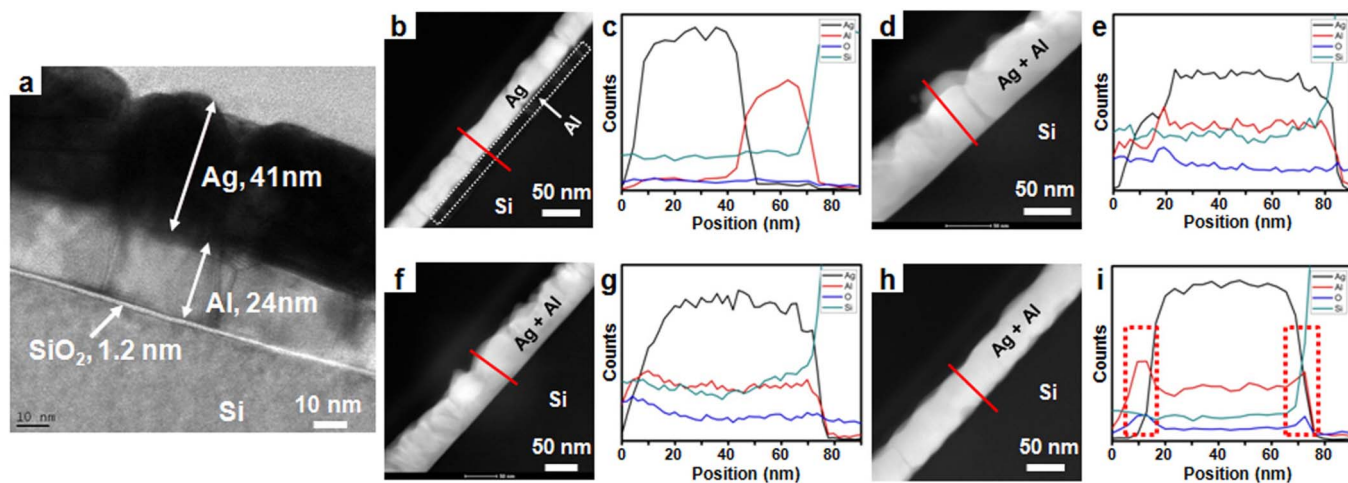 a
Ag, 41nm
Al, 24nm
SiO2, 1.2 nm
Si
10 nm
10 nm
b
Ag
Al
Si
50 nm
c
Counts
Ag
Al
O
Si
0 20 40 60 80
Position (nm)
d
Ag + Al
Si
50 nm
50 nm
e
Counts
Ag
Al
O
Si
0 20 40 60 80
Position (nm)
f
Ag + Al
Si
50 nm
50 nm
g
Counts
Ag
Al
O
Si
0 20 40 60 80
Position (nm)
h
Ag + Al
Si
50 nm
i
Counts
Ag
Al
O
Si
0 20 40 60 80
Position (nm)